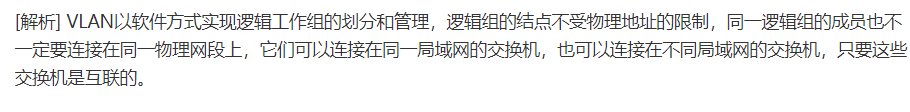 [解析] VLAN以软件方式实现逻辑工作组的划分和管理，逻辑组的结点不受物理地址的限制，同一逻辑组的成员也不
一定要连接在同一物理网段上，它们可以连接在同一局域网的交换机，也可以连接在不同局域网的交换机，只要这些
交换机是互联的。